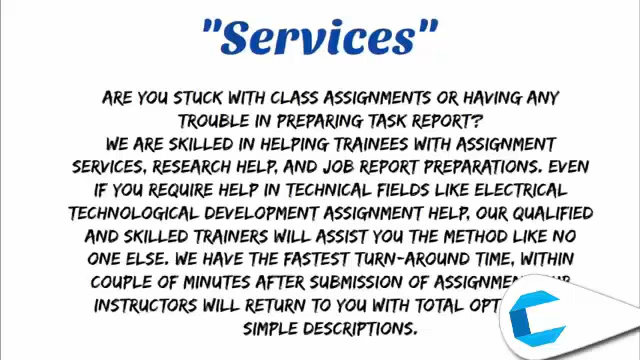 "Services"
ARE YOU STUCK WITH CLASS ASSIGNMENTS OR HAVING ANY
TROUBLE IN PREPARING TASK REPORT?
WE ARE SKILLED IN HELPING TRAINEES WITH ASSIGNMENT
SERVICES, RESEARCH HELP, AND JOB REPORT PREPARATIONS. EVEN
IF YOU REQUIRE HELP IN TECHNICAL FIELDS LIKE ELECTRICAL
TECHNOLOGICAL DEVELOPMENT ASSIGNMENT HELP, OUR QUALIFIED
AND SKILLED TRAINERS WILL ASSIST YOU THE METHOD LIKE NO
ONE ELSE. WE HAVE THE FASTEST TURN-AROUND TIME, WITHIN
COUPLE OF MINUTES AFTER SUBMISSION OF
INSTRUCTORS WILL RETURN TO YOU WITH TOTAL
SIMPLE DESCRIPTIONS.